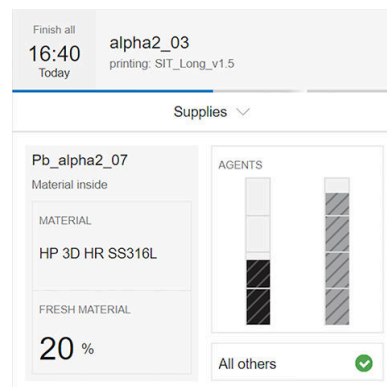 Finish all
16:40
Today
alpha2_03
printing: SIT_Long_v1.5
Supplies
Pb_alpha2_07
Material inside
MATERIAL
HP 3D HR SS316L
FRESH MATERIAL
20 %
AGENTS
All others